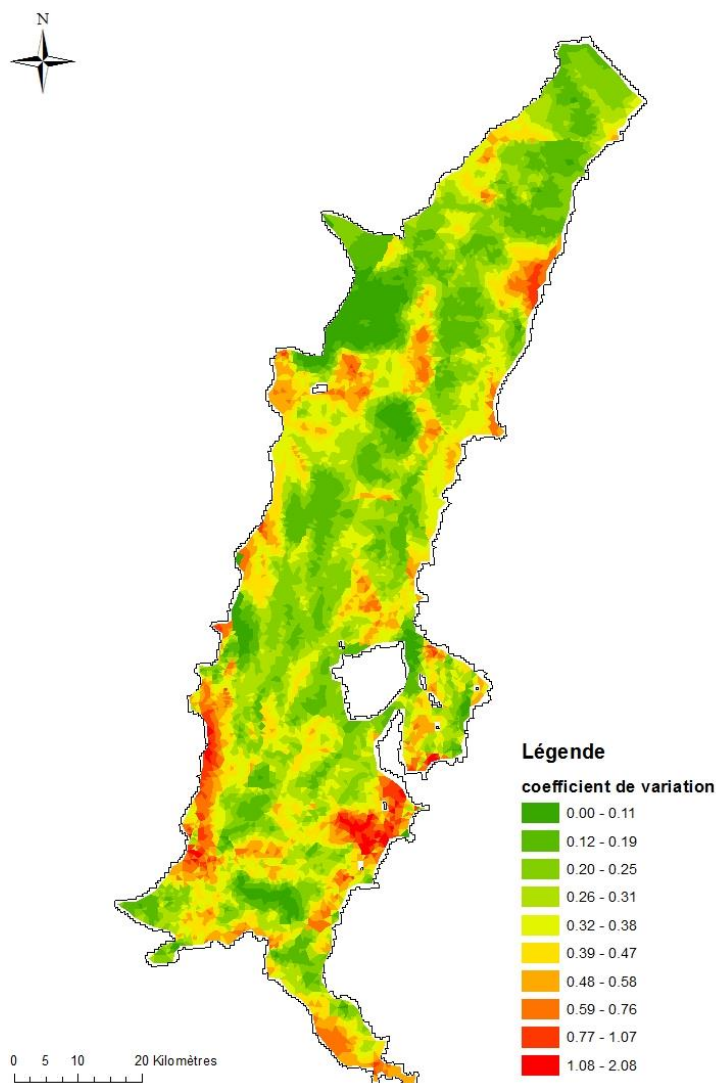 N
Légende
coefficient de variation
0.00 - 0.11
0.12 - 0.19
0.20 - 0.25
0.26 - 0.31
0.32 - 0.38
0.39 - 0.47
0.48 - 0.58
0.59 - 0.76
0.77 - 1.07
1.08 - 2.08
0 5 10 20 Kilomètres